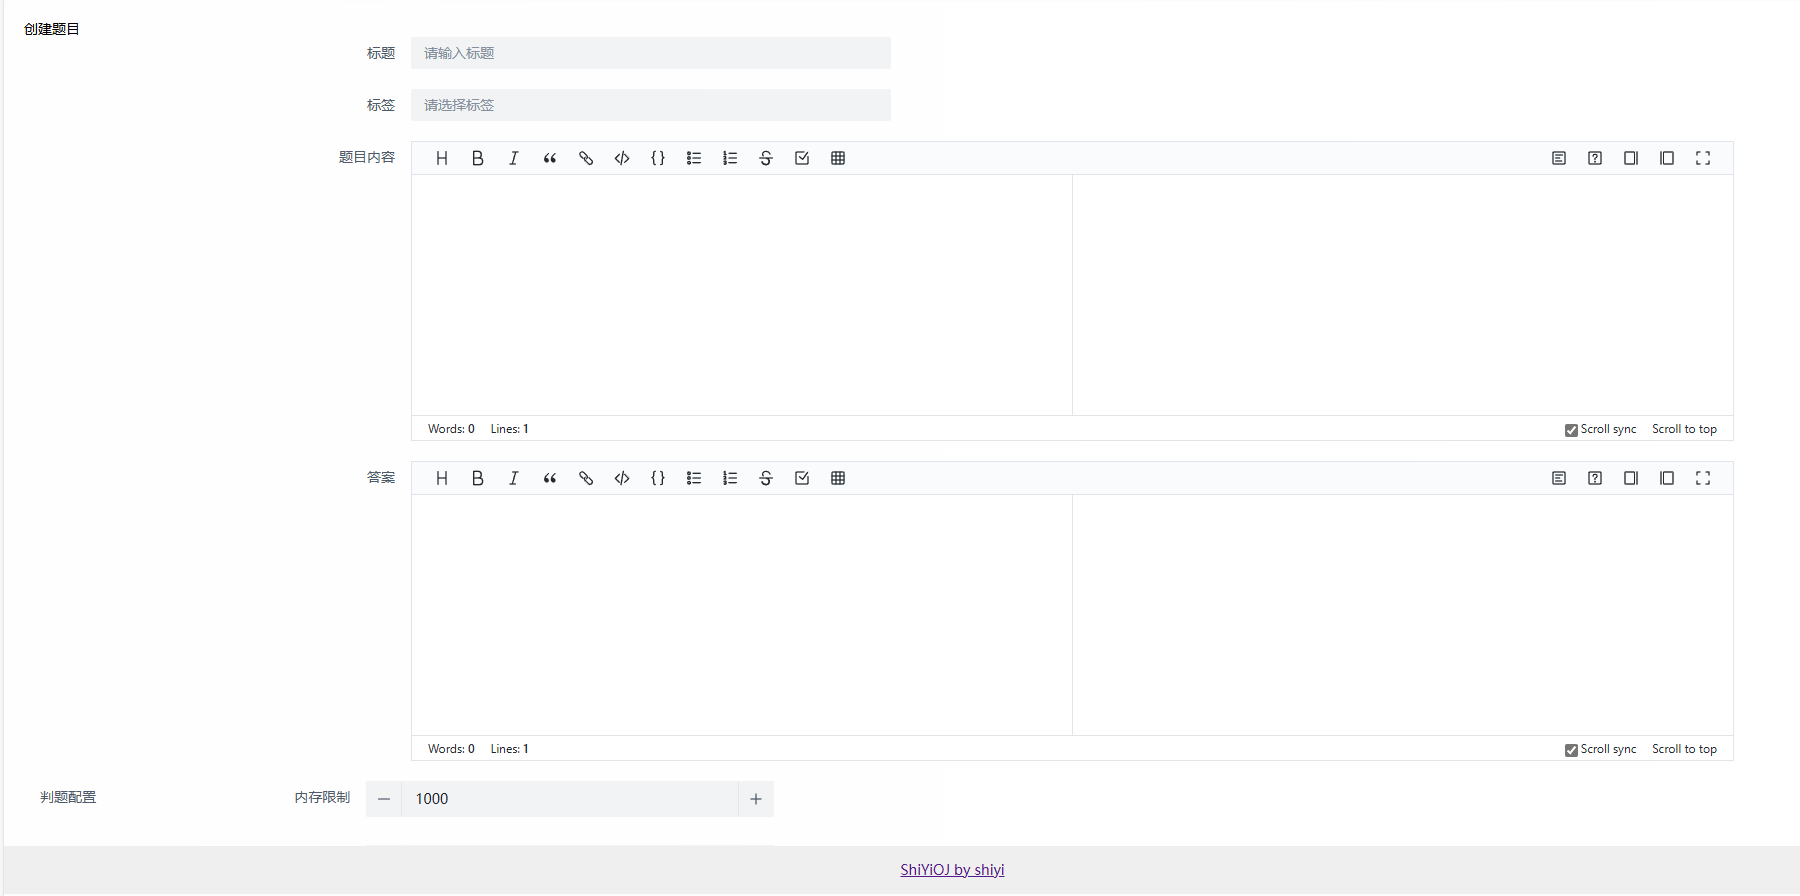 创建题目
标题 请输入标题
标签 请选择标签
题目内容
Words: 0 Lines: 1 Scroll sync Scroll to top
答案
Words: 0 Lines: 1 Scroll sync Scroll to top
判题配置 内存限制 1000
ShiYiOJ by shiyi